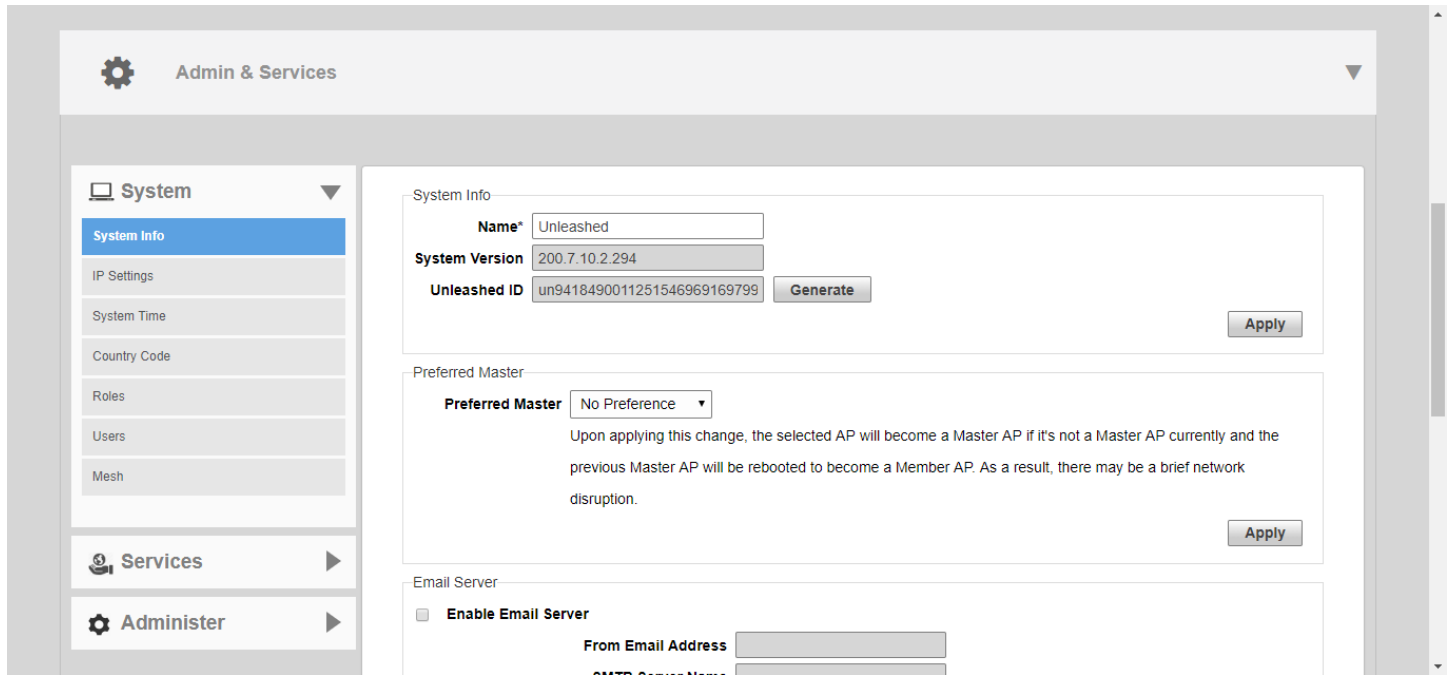 Admin & Services
System
System Info
IP Settings
System Time
Country Code
Roles
Users
Mesh
Services
Administer
System Info
Name* Unleashed
System Version 200.7.10.2.294
Unleashed ID un9418490011251546969169799 Generate
Apply
Preferred Master
Preferred Master No Preference
Upon applying this change, the selected AP will become a Master AP if it's not a Master AP currently and the
previous Master AP will be rebooted to become a Member AP. As a result, there may be a brief network
disruption.
Apply
Email Server
Enable Email Server
From Email Address
SMTP Server Name